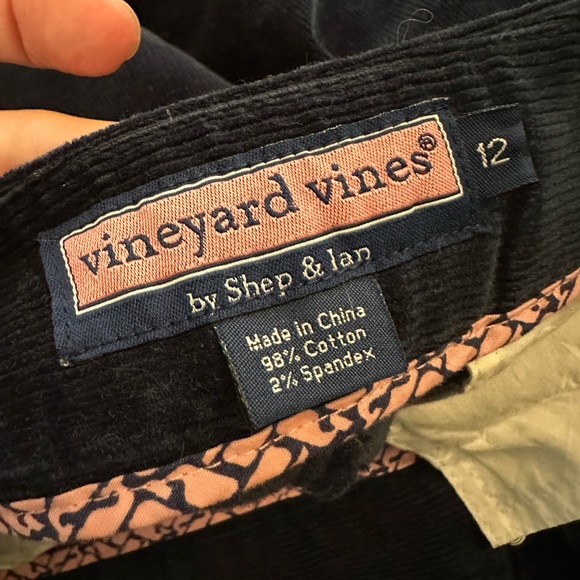 vineyard vines®
12
by Shep & Ian
Made in China
98% Cotton
2% Spandex